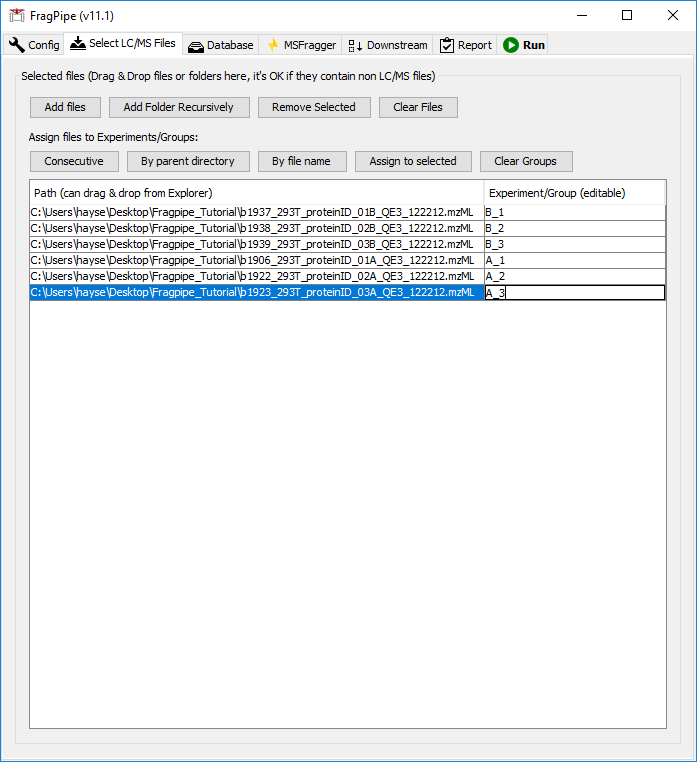 FragPipe (v11.1)
Config Select LC/MS Files Database MSFragger Downstream Report Run
Selected files (Drag & Drop files or folders here, it's OK if they contain non LC/MS files)
Add files Add Folder Recursively Remove Selected Clear Files
Assign files to Experiments/Groups:
Consecutive By parent directory By file name Assign to selected Clear Groups
Path (can drag & drop from Explorer) Experiment/Group (editable)
C:\Users\hayse\Desktop\Fragpipe_Tutorial\b1937_293T_proteinID_01B_QE3_122212.mzML B_1
C:\Users\hayse\Desktop\Fragpipe_Tutorial\b1938_293T_proteinID_02B_QE3_122212.mzML B_2
C:\Users\hayse\Desktop\Fragpipe_Tutorial\b1939_293T_proteinID_03B_QE3_122212.mzML B_3
C:\Users\hayse\Desktop\Fragpipe_Tutorial\b1906_293T_proteinID_01A_QE3_122212.mzML A_1
C:\Users\hayse\Desktop\Fragpipe_Tutorial\b1922_293T_proteinID_02A_QE3_122212.mzML A_2
C:\Users\hayse\Desktop\Fragpipe_Tutorial\b1923_293T_proteinID_03A_QE3_122212.mzML A_3